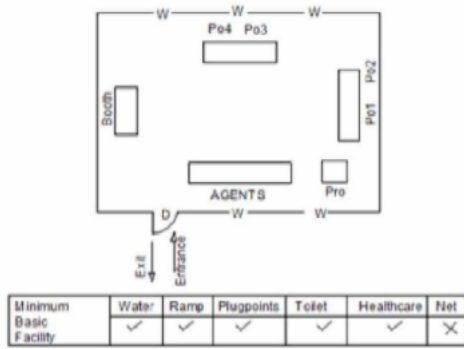 W W W
Po4 Po3
Booth
Po2
Po1
AGENTS
Pro
D W W
Exit
Entrance
Minimum Basic Facility Water Ramp Plugpoints Toilet Healthcare Net
✓ ✓ ✓ ✓ ✓ ✕